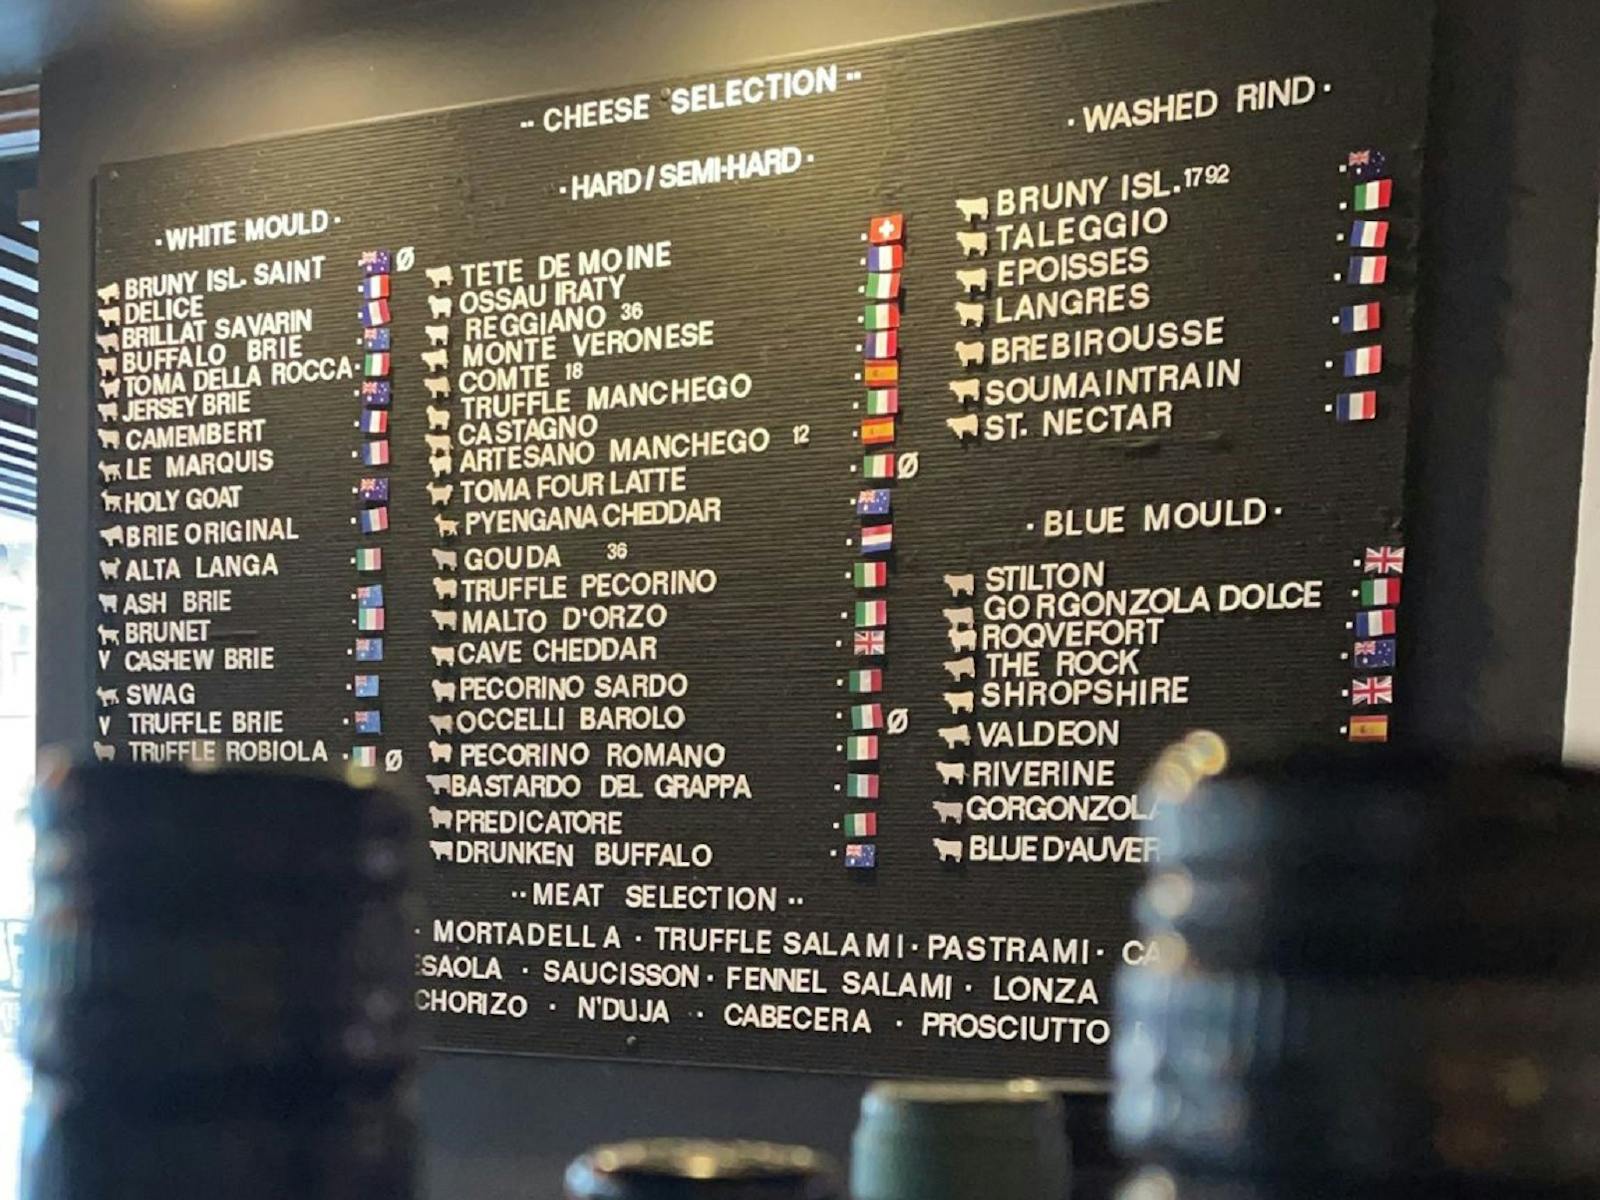 ·· CHEESE SELECTION ··
· WHITE MOULD ·
BRUNY ISL. SAINT Ø
DELICE
BRILLAT SAVARIN
BUFFALO BRIE
TOMA DELLA ROCCA
JERSEY BRIE
CAMEMBERT
LE MARQUIS
HOLY GOAT
BRIE ORIGINAL
ALTA LANGA
ASH BRIE
BRUNET
V CASHEW BRIE
SWAG
V TRUFFLE BRIE
TRUFFLE ROBIOLA Ø
· HARD / SEMI-HARD ·
TETE DE MOINE
OSSAU IRATY
REGGIANO 36
MONTE VERONESE
COMTE 18
TRUFFLE MANCHEGO
CASTAGNO
ARTESANO MANCHEGO 12
TOMA FOUR LATTE Ø
PYENGANA CHEDDAR
GOUDA 36
TRUFFLE PECORINO
MALTO D'ORZO
CAVE CHEDDAR
PECORINO SARDO
OCCELLI BAROLO Ø
PECORINO ROMANO
BASTARDO DEL GRAPPA
PREDICATORE
DRUNKEN BUFFALO
· WASHED RIND ·
BRUNY ISL. 1792
TALEGGIO
EPOISSES
LANGRES
BREBIROUSSE
SOUMAINTRAIN
ST. NECTAR
· BLUE MOULD ·
STILTON
GORGONZOLA DOLCE
ROQVEFORT
THE ROCK
SHROPSHIRE
VALDEON
RIVERINE
GORGONZOLA
BLUE D'AUVER
·· MEAT SELECTION ··
· MORTADELLA · TRUFFLE SALAMI · PASTRAMI · CA
SAOLA · SAUCISSON · FENNEL SALAMI · LONZA
CHORIZO · N'DUJA · CABECERA · PROSCIUTTO